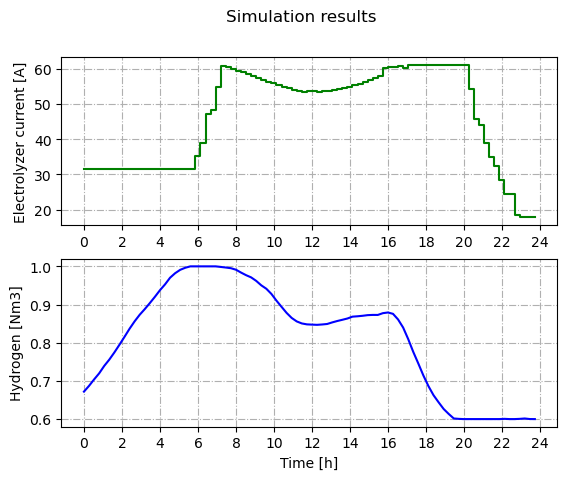 Simulation results
Electrolyzer current [A]
60
50
40
30
20
0 2 4 6 8 10 12 14 16 18 20 22 24
Hydrogen [Nm3]
1.0
0.9
0.8
0.7
0.6
0 2 4 6 8 10 12 14 16 18 20 22 24
Time [h]